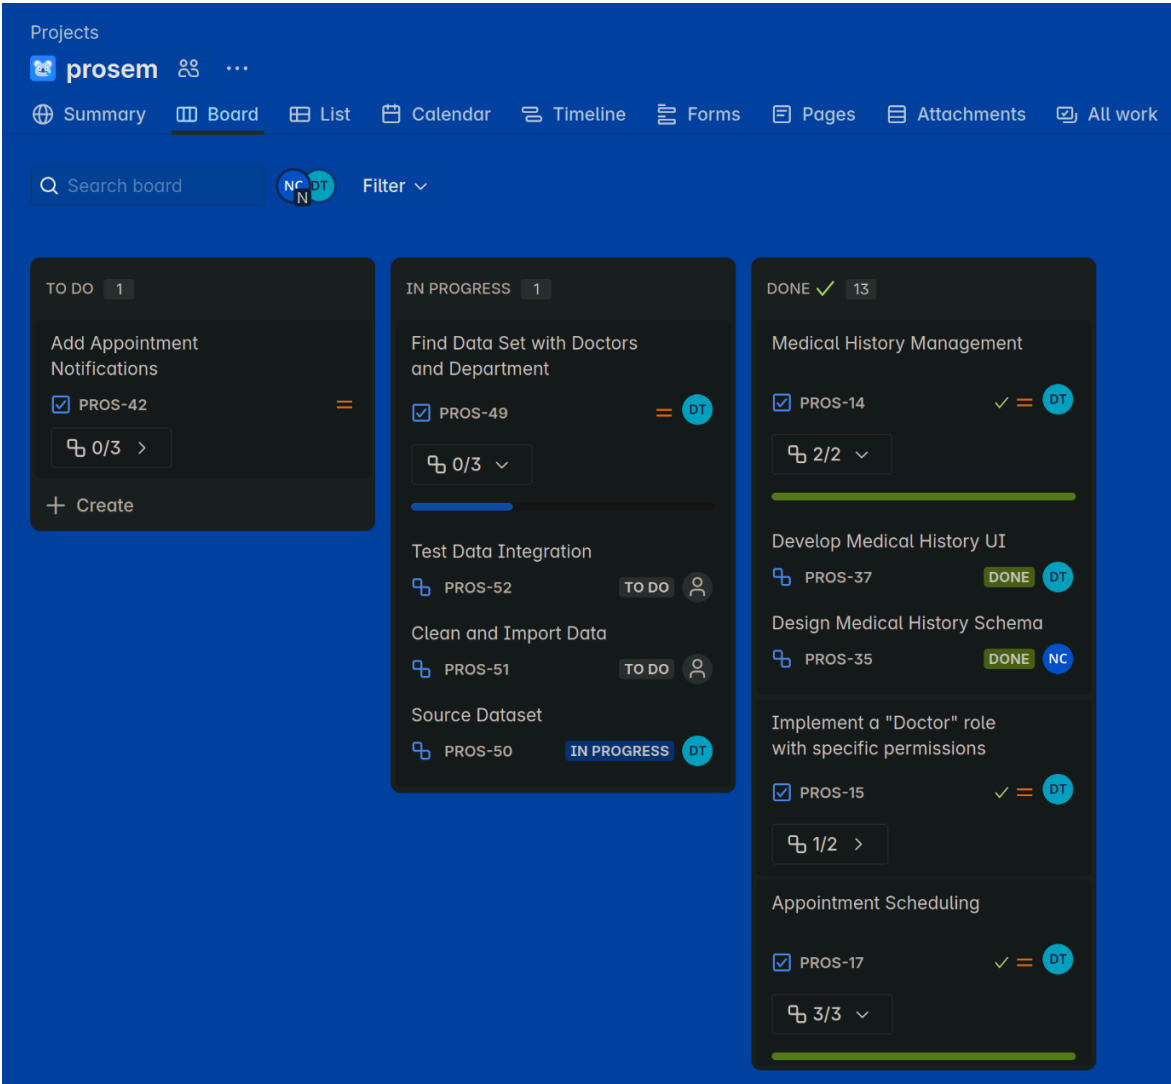 Projects
prosem
Summary Board List Calendar Timeline Forms Pages Attachments All work
Search board NC N DT Filter
TO DO 1
Add Appointment
Notifications
PROS-42
0/3
Create
IN PROGRESS 1
Find Data Set with Doctors
and Department
PROS-49 DT
0/3
Test Data Integration
PROS-52 TO DO
Clean and Import Data
PROS-51 TO DO
Source Dataset
PROS-50 IN PROGRESS DT
DONE 13
Medical History Management
PROS-14 DT
2/2
Develop Medical History UI
PROS-37 DONE DT
Design Medical History Schema
PROS-35 DONE NC
Implement a "Doctor" role
with specific permissions
PROS-15 DT
1/2
Appointment Scheduling
PROS-17 DT
3/3